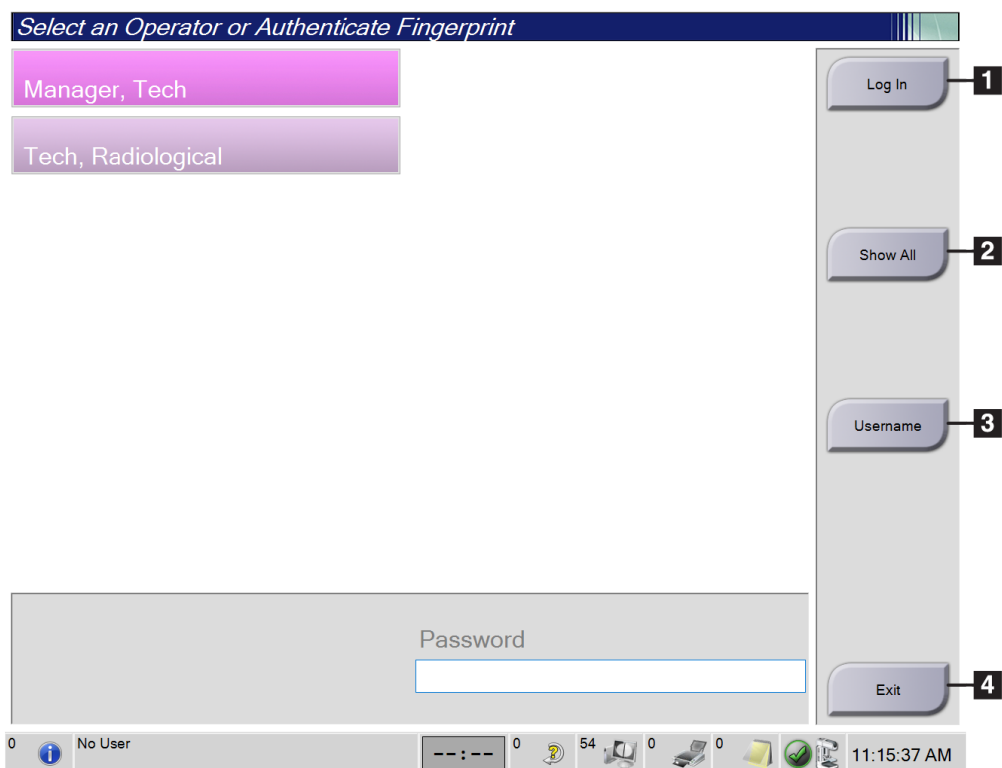 Select an Operator or Authenticate Fingerprint
Manager, Tech
Tech, Radiological
Log In
1
Show All
2
Username
3
Password
Exit
4
0
No User
--:--
0
54
0
0
11:15:37 AM